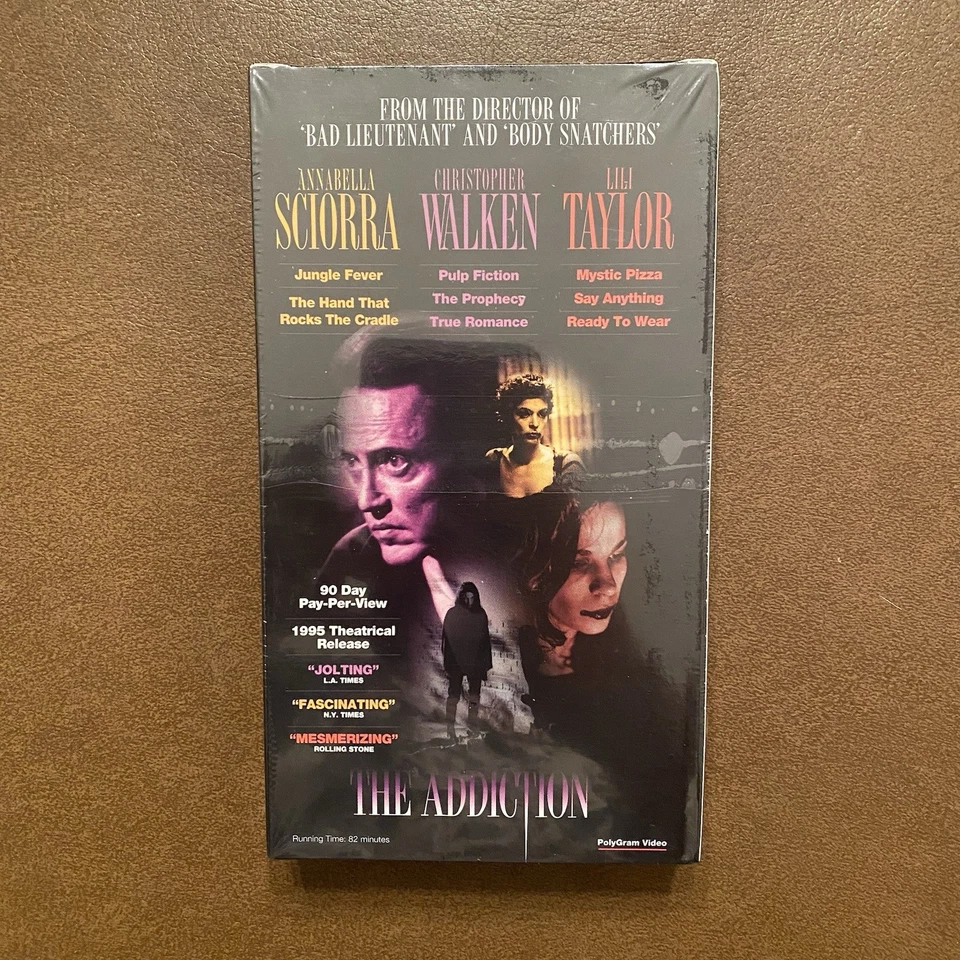 FROM THE DIRECTOR OF
'BAD LIEUTENANT' AND 'BODY SNATCHERS'
ANNABELLA
SCIORRA
Jungle Fever
The Hand That
Rocks The Cradle
CHRISTOPHER
WALKEN
Pulp Fiction
The Prophecy
True Romance
LILI
TAYLOR
Mystic Pizza
Say Anything
Ready To Wear
90 Day
Pay-Per-View
1995 Theatrical
Release
"JOLTING"
L.A. TIMES
"FASCINATING"
N.Y. TIMES
"MESMERIZING"
ROLLING STONE
THE ADDICTION
Running Time: 82 minutes
PolyGram Video